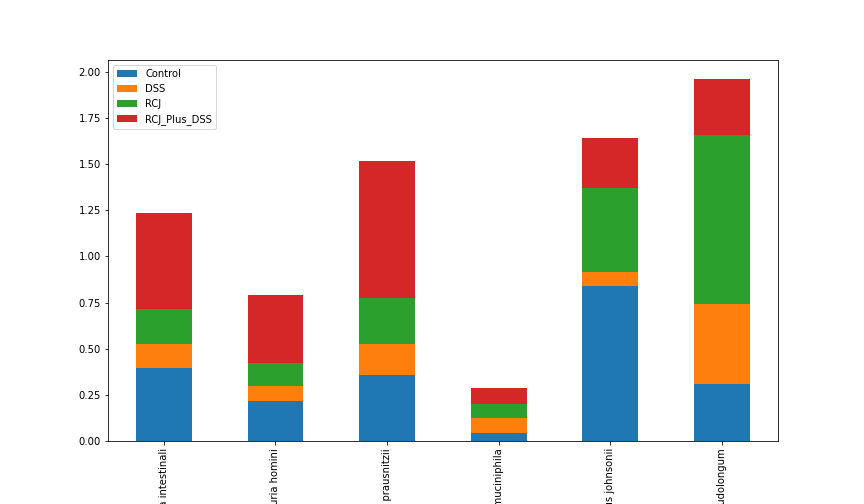 2.00
1.75
1.50
1.25
1.00
0.75
0.50
0.25
0.00
Control
DSS
RCJ
RCJ_Plus_DSS
intestinali
uria homini
prausnitzii
muciniphila
s johnsonii
udolongum